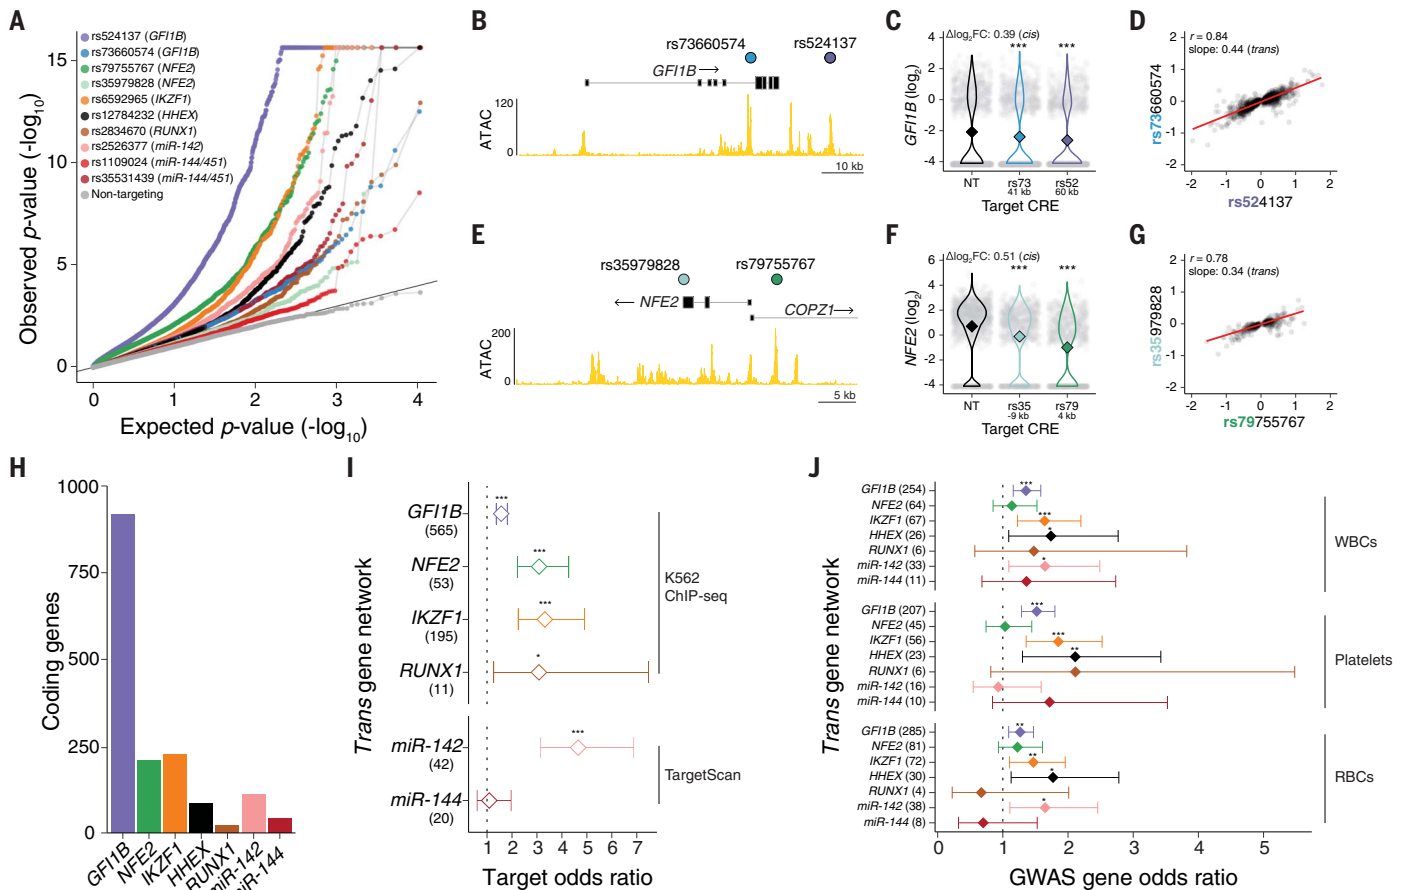 A
15
10
5
0
Observed p-value (-log10)
rs524137 (GFI1B)
rs73660574 (GFI1B)
rs79755767 (NFE2)
rs35979828 (NFE2)
rs6592965 (IKZF1)
rs12784232 (HHEX)
rs2834670 (RUNX1)
rs2526377 (miR-142)
rs1109024 (miR-144/451)
rs35531439 (miR-144/451)
Non-targeting
0 1 2 3 4
Expected p-value (-log10)
B
rs73660574 rs524137
GFI1B
120
0
ATAC
10 kb
C
Δlog2FC: 0.39 (cis)
*** ***
GFI1B (log2)
4
2
0
-2
-4
NT rs73 rs52
41 kb 60 kb
Target CRE
D
r = 0.84
slope: 0.44 (trans)
rs73660574
2
1
0
-1
-2
-2 -1 0 1 2
rs524137
E
rs35979828 rs79755767
NFE2
COPZ1
200
0
ATAC
5 kb
F
Δlog2FC: 0.51 (cis)
*** ***
NFE2 (log2)
6
4
2
0
-2
-4
NT rs35 rs79
-9 kb 4 kb
Target CRE
G
r = 0.78
slope: 0.34 (trans)
rs35979828
2
1
0
-1
-2
-2 -1 0 1 2
rs79755767
H
Coding genes
1000
750
500
250
0
GFI1B NFE2 IKZF1 HHEX RUNX1 miR-142 miR-144
I
Trans gene network
GFI1B
(565)
***
NFE2
(53)
***
IKZF1
(195)
***
RUNX1
(11)
*
K562
ChIP-seq
miR-142
(42)
***
miR-144
(20)
TargetScan
1 2 3 4 5 6 7
Target odds ratio
J
Trans gene network
GFI1B (254) ***
NFE2 (64)
IKZF1 (67) ***
HHEX (26) *
RUNX1 (6)
miR-142 (33) *
miR-144 (11)
WBCs
GFI1B (207) ***
NFE2 (45)
IKZF1 (56) ***
HHEX (23) **
RUNX1 (6)
miR-142 (16)
miR-144 (10)
Platelets
GFI1B (285) **
NFE2 (81)
IKZF1 (72) **
HHEX (30) *
RUNX1 (4)
miR-142 (38) *
miR-144 (8)
RBCs
0 1 2 3 4 5
GWAS gene odds ratio